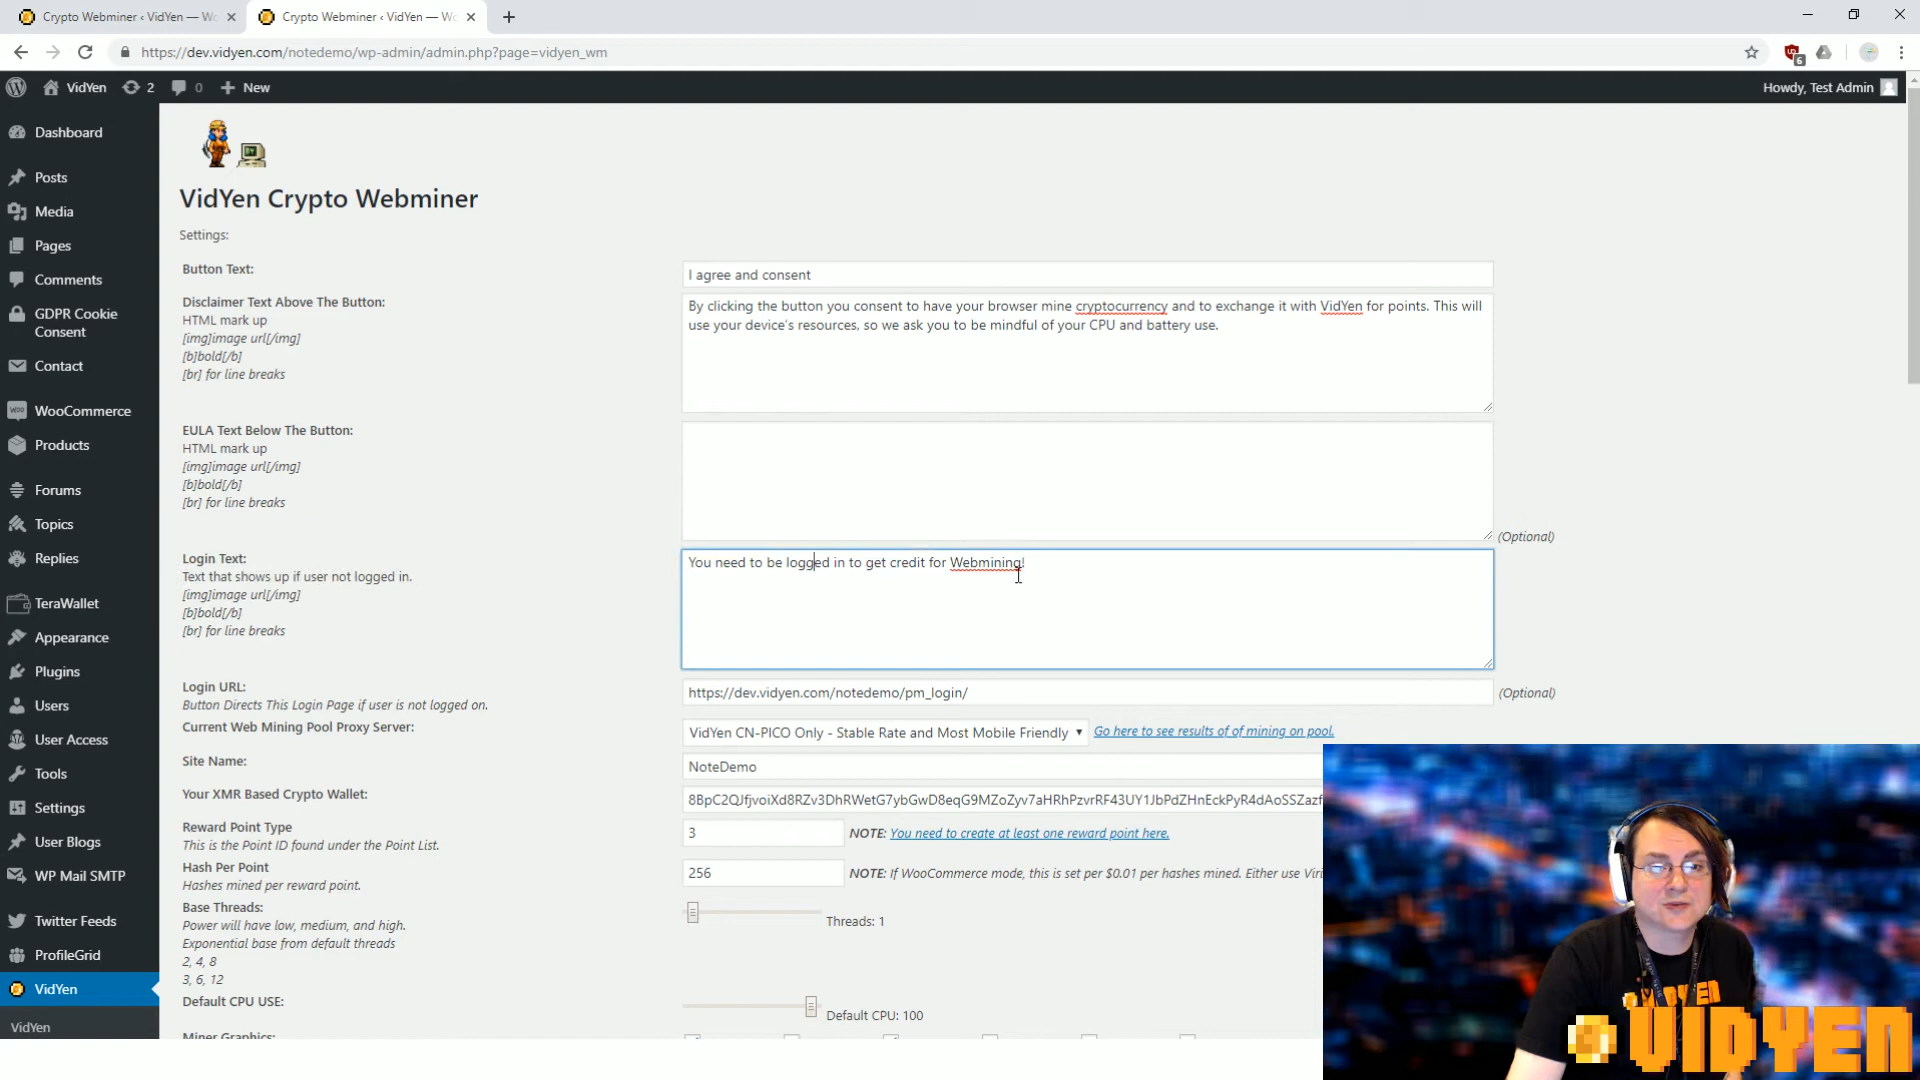 Crypto Webminer ‹ VidYen — W
Crypto Webminer ‹ VidYen — W
https://dev.vidyen.com/notedemo/wp-admin/admin.php?page=vidyen_wm
6
VidYen
2
0
New
Howdy, Test Admin
Dashboard
Posts
Media
Pages
Comments
GDPR Cookie
Consent
Contact
WooCommerce
Products
Forums
Topics
Replies
TeraWallet
Appearance
Plugins
Users
User Access
Tools
Settings
User Blogs
WP Mail SMTP
Twitter Feeds
ProfileGrid
VidYen
VidYen
VidYen Crypto Webminer
Settings:
Button Text:
I agree and consent
Disclaimer Text Above The Button:
HTML mark up
[img]image url[/img]
[b]bold[/b]
[br] for line breaks
By clicking the button you consent to have your browser mine cryptocurrency and to exchange it with VidYen for points. This will
use your device's resources, so we ask you to be mindful of your CPU and battery use.
EULA Text Below The Button:
HTML mark up
[img]image url[/img]
[b]bold[/b]
[br] for line breaks
(Optional)
Login Text:
Text that shows up if user not logged in.
[img]image url[/img]
[b]bold[/b]
[br] for line breaks
You need to be logged in to get credit for Webmining!
Login URL:
Button Directs This Login Page if user is not logged on.
https://dev.vidyen.com/notedemo/pm_login/
(Optional)
Current Web Mining Pool Proxy Server:
VidYen CN-PICO Only - Stable Rate and Most Mobile Friendly
Go here to see results of of mining on pool.
Site Name:
NoteDemo
Your XMR Based Crypto Wallet:
8BpC2QJfjvoiXd8RZv3DhRWetG7ybGwD8eqG9MZoZyv7aHRhPzvrRF43UY1JbPdZHnEckPyR4dAoSSZazf
Reward Point Type
This is the Point ID found under the Point List.
3
NOTE: You need to create at least one reward point here.
Hash Per Point
Hashes mined per reward point.
256
NOTE: If WooCommerce mode, this is set per $0.01 per hashes mined. Either use Viri
Base Threads:
Power will have low, medium, and high.
Exponential base from default threads
2, 4, 8
3, 6, 12
Threads: 1
Default CPU USE:
Default CPU: 100
Miner Graphics:
VIDYEN
VIDYEN